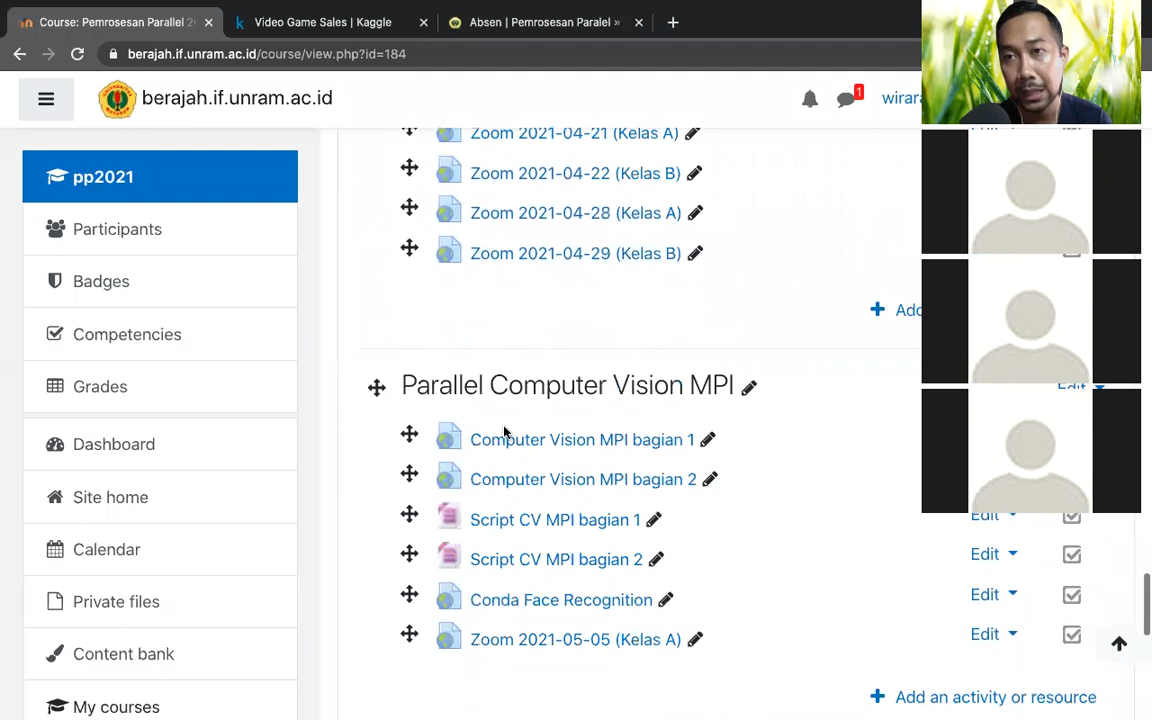 Course: Pemrosesan Parallel 2
Video Game Sales | Kaggle
Absen | Pemrosesan Paralel »
berajah.if.unram.ac.id/course/view.php?id=184
berajah.if.unram.ac.id
1
wirara
pp2021
Participants
Badges
Competencies
Grades
Dashboard
Site home
Calendar
Private files
Content bank
My courses
Zoom 2021-04-21 (Kelas A)
Zoom 2021-04-22 (Kelas B)
Zoom 2021-04-28 (Kelas A)
Zoom 2021-04-29 (Kelas B)
Add
Parallel Computer Vision MPI
Edit
Computer Vision MPI bagian 1
Computer Vision MPI bagian 2
Script CV MPI bagian 1
Edit
Script CV MPI bagian 2
Edit
Conda Face Recognition
Edit
Zoom 2021-05-05 (Kelas A)
Edit
Add an activity or resource